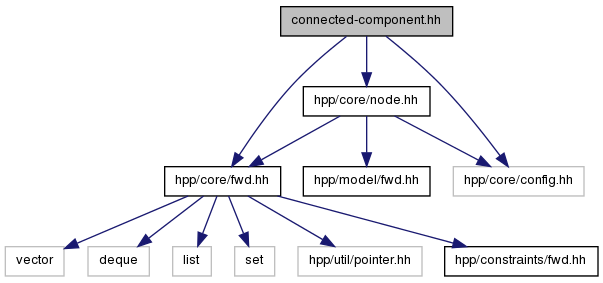 connected-component.hh
hpp/core/node.hh
hpp/core/fwd.hh
hpp/model/fwd.hh
hpp/core/config.hh
vector
deque
list
set
hpp/util/pointer.hh
hpp/constraints/fwd.hh